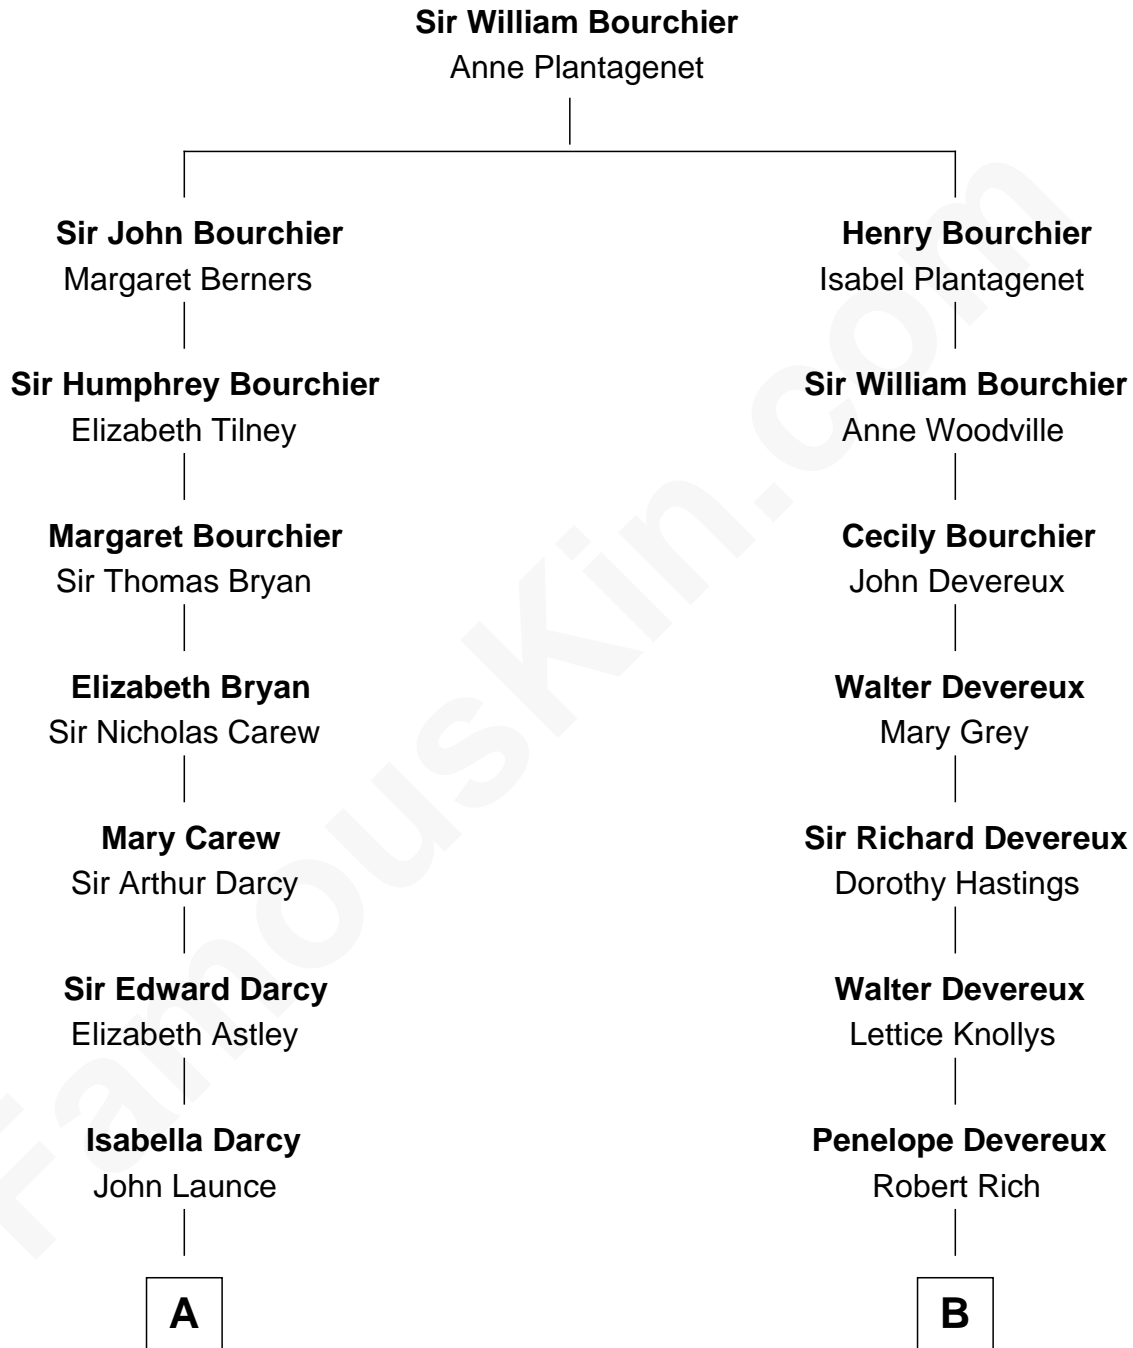 Sir William Bourchier
Anne Plantagenet
Sir John Bourchier
Margaret Berners
Henry Bourchier
Isabel Plantagenet
Sir Humphrey Bourchier
Elizabeth Tilney
Sir William Bourchier
Anne Woodville
Margaret Bourchier
Sir Thomas Bryan
Cecily Bourchier
John Devereux
Elizabeth Bryan
Sir Nicholas Carew
Walter Devereux
Mary Grey
Mary Carew
Sir Arthur Darcy
Sir Richard Devereux
Dorothy Hastings
Sir Edward Darcy
Elizabeth Astley
Walter Devereux
Lettice Knollys
Isabella Darcy
John Launce
Penelope Devereux
Robert Rich
A
B
FamousKin.com